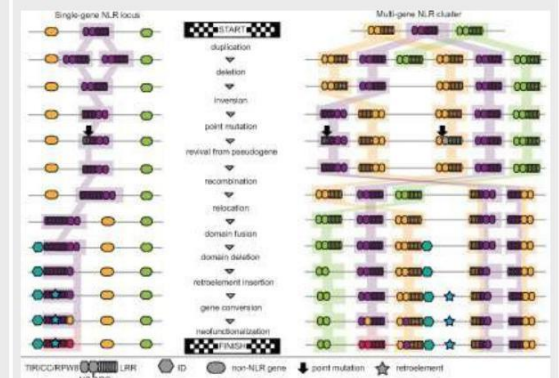 Single-gene NLR locus
Multi-gene NLR cluster
START
duplication
deletion
inversion
point mutation
revival from pseudogene
recombination
relocation
domain fusion
domain deletion
retroelement insertion
gene conversion
neofunctionalization
FINISH
TIR/CC/RPW8
LRR
ID
non-NLR gene
point mutation
retroelement